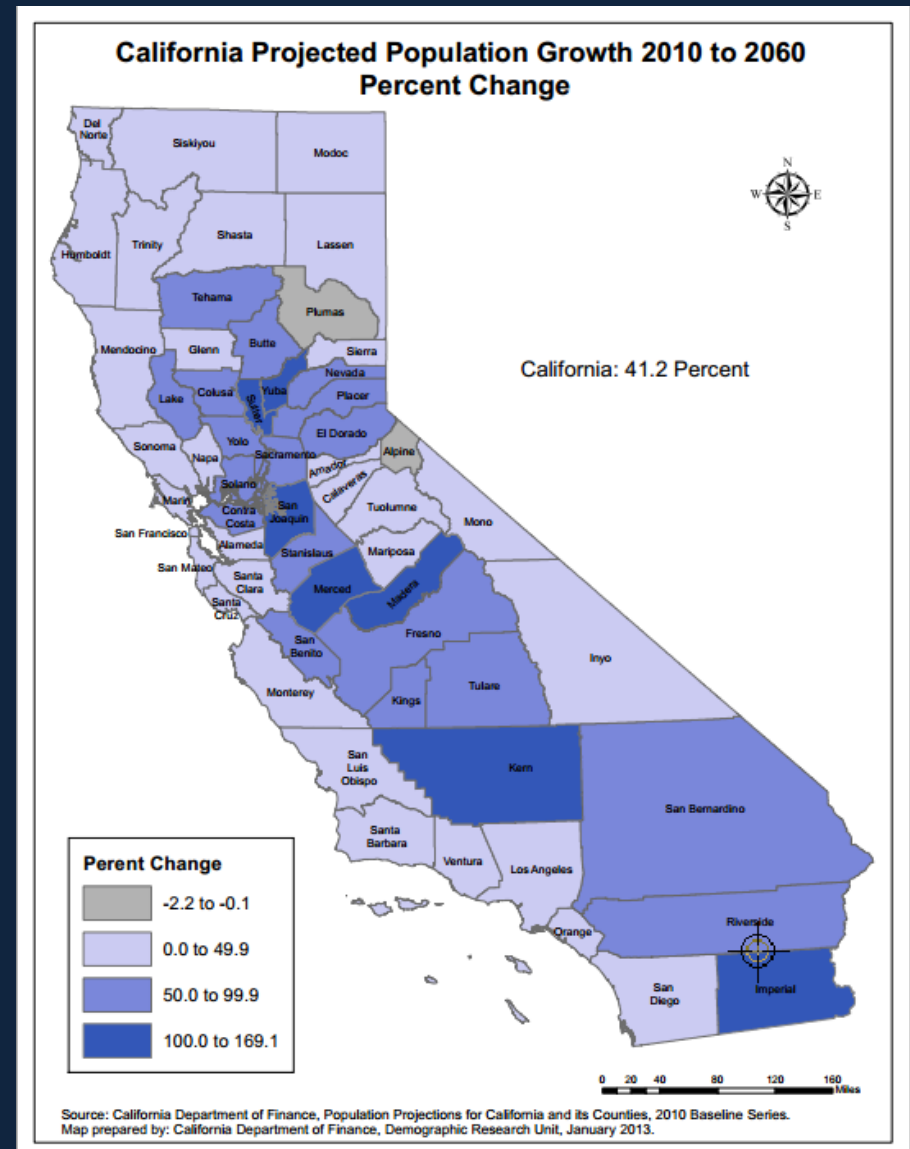 California Projected Population Growth 2010 to 2060
Percent Change
Del
Norte
Siskiyou
Modoc
N
W
E
S
Humboldt
Trinity
Shasta
Lassen
Tehama
Plumas
Mendocino
Glenn
Butte
Sierra
California: 41.2 Percent
Lake
Colusa
Sutter
Yuba
Nevada
Placer
El Dorado
Yolo
Sonoma
Napa
Sacramento
Alpine
Amador
Solano
Calaveras
Marin
Contra
Costa
San
Joaquin
Tuolumne
Mono
San Francisco
Alameda
Stanislaus
Mariposa
San Mateo
Santa
Clara
Merced
Madera
Santa
Cruz
Fresno
San
Benito
Inyo
Monterey
Kings
Tulare
San
Luis
Obispo
Kern
San Bernardino
Santa
Barbara
Ventura
Los Angeles
Perent Change
-2.2 to -0.1
0.0 to 49.9
50.0 to 99.9
100.0 to 169.1
Orange
Riverside
San
Diego
Imperial
0 20 40 80 120 160
Miles
Source: California Department of Finance, Population Projections for California and its Counties, 2010 Baseline Series.
Map prepared by: California Department of Finance, Demographic Research Unit, January 2013.